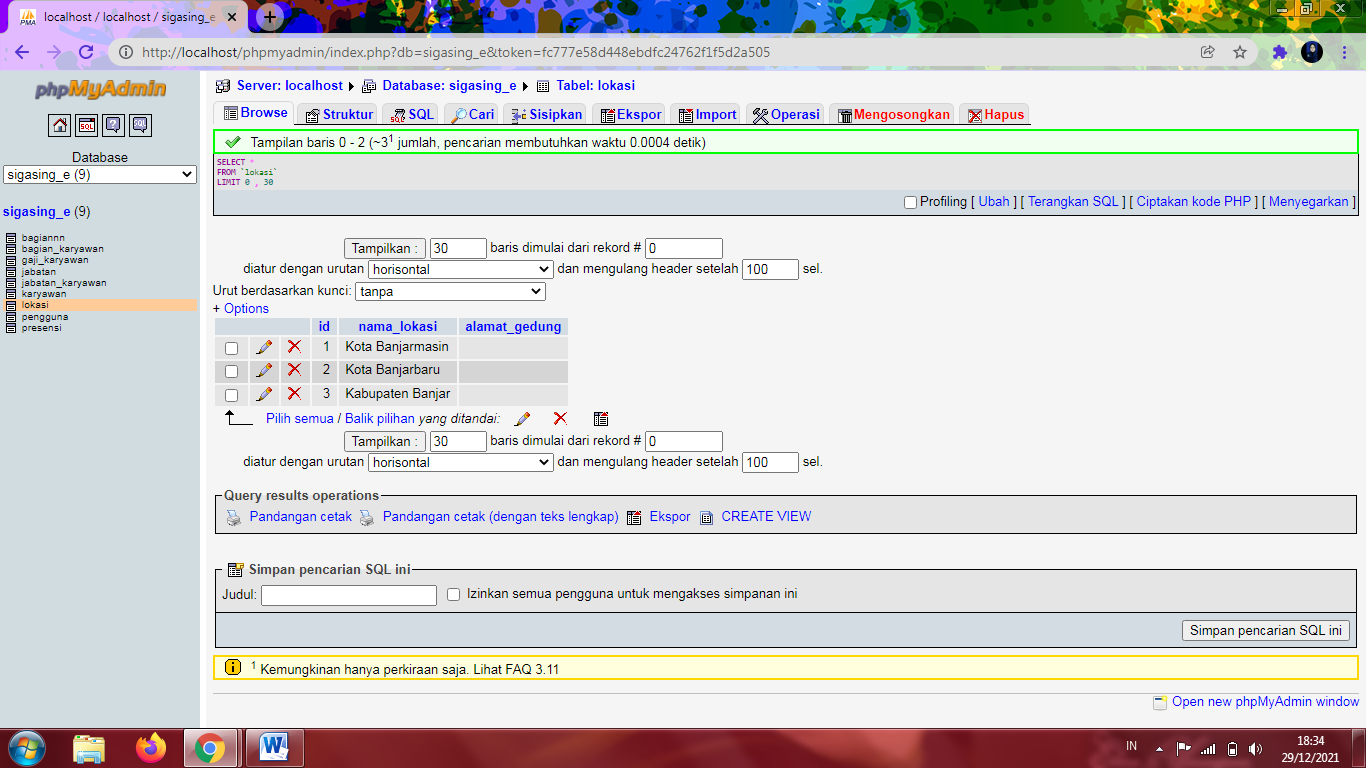 localhost / localhost / sigasing_e
http://localhost/phpmyadmin/index.php?db=sigasing_e&token=fc777e58d448ebdfc24762f1f5d2a505
phpMyAdmin
Database
sigasing_e (9)
sigasing_e (9)
bagiannn
bagian_karyawan
gaji_karyawan
jabatan
jabatan_karyawan
karyawan
lokasi
pengguna
presensi
Server: localhost Database: sigasing_e Tabel: lokasi
Browse Struktur SQL Cari Sisipkan Ekspor Import Operasi Mengosongkan Hapus
Tampilan baris 0 - 2 (~3¹ jumlah, pencarian membutuhkan waktu 0.0004 detik)
SELECT *
FROM `lokasi`
LIMIT 0 , 30
Profiling [ Ubah ] [ Terangkan SQL ] [ Ciptakan kode PHP ] [ Menyegarkan ]
Tampilkan : 30 baris dimulai dari rekord # 0
diatur dengan urutan horisontal dan mengulang header setelah 100 sel.
Urut berdasarkan kunci: tanpa
+ Options
id nama_lokasi alamat_gedung
1 Kota Banjarmasin
2 Kota Banjarbaru
3 Kabupaten Banjar
Pilih semua / Balik pilihan yang ditandai:
Tampilkan : 30 baris dimulai dari rekord # 0
diatur dengan urutan horisontal dan mengulang header setelah 100 sel.
Query results operations
Pandangan cetak Pandangan cetak (dengan teks lengkap) Ekspor CREATE VIEW
Simpan pencarian SQL ini
Judul: Izinkan semua pengguna untuk mengakses simpanan ini
Simpan pencarian SQL ini
¹ Kemungkinan hanya perkiraan saja. Lihat FAQ 3.11
Open new phpMyAdmin window
IN
18:34
29/12/2021